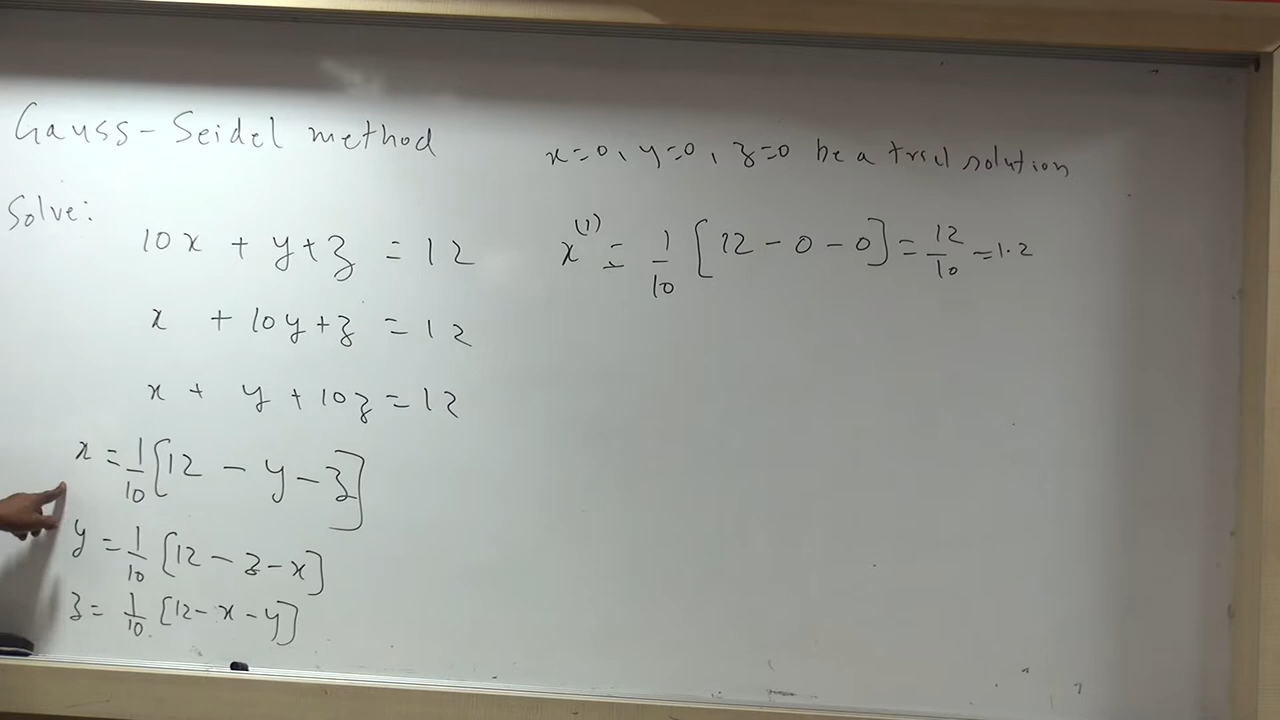 Gauss-Seidel method
Solve:
10x + y + z = 12
x + 10y + z = 12
x + y + 10z = 12
x = 1/10 [12 - y - z]
y = 1/10 [12 - z - x]
z = 1/10. [12 - x - y]
x=0, y=0, z=0 be a trial solution
x^(1) = 1/10 [12 - 0 - 0] = 12/10 = 1.2